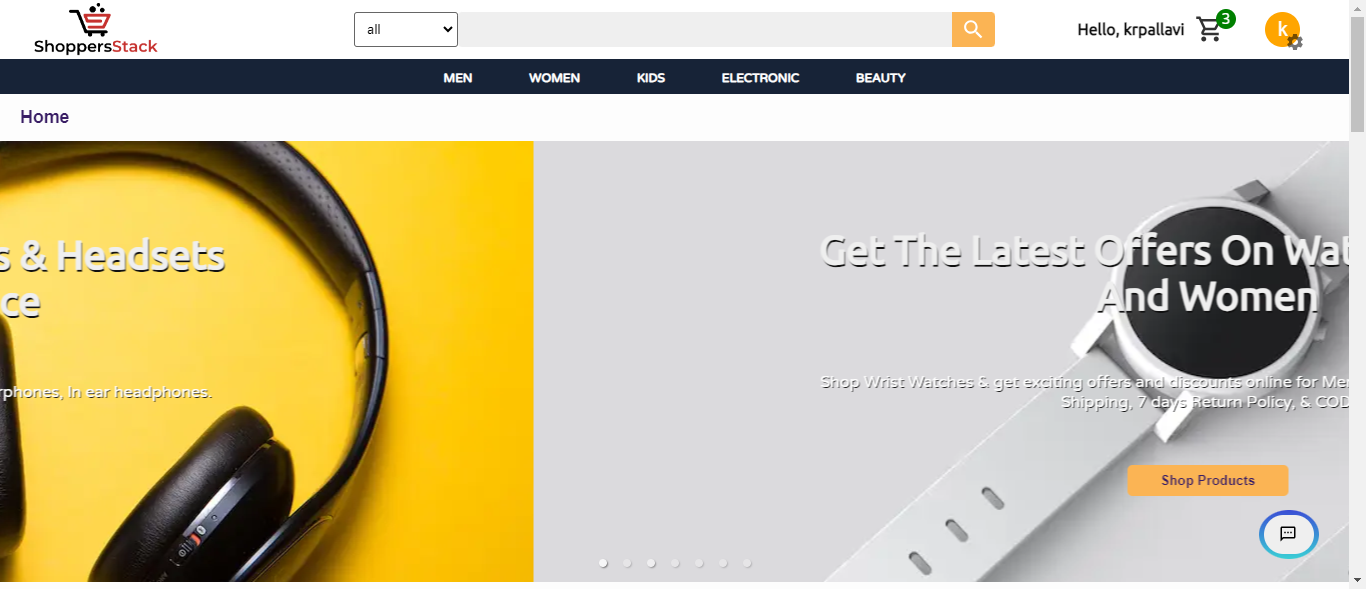 ShoppersStack
all
Hello, krpallavi
3
k
MEN WOMEN KIDS ELECTRONIC BEAUTY
Home
s & Headsets
ce
rphones, In ear headphones.
Get The Latest Offers On Wat
And Women
Shop Wrist Watches & get exciting offers and discounts online for Me
Shipping, 7 days Return Policy, & COD
Shop Products